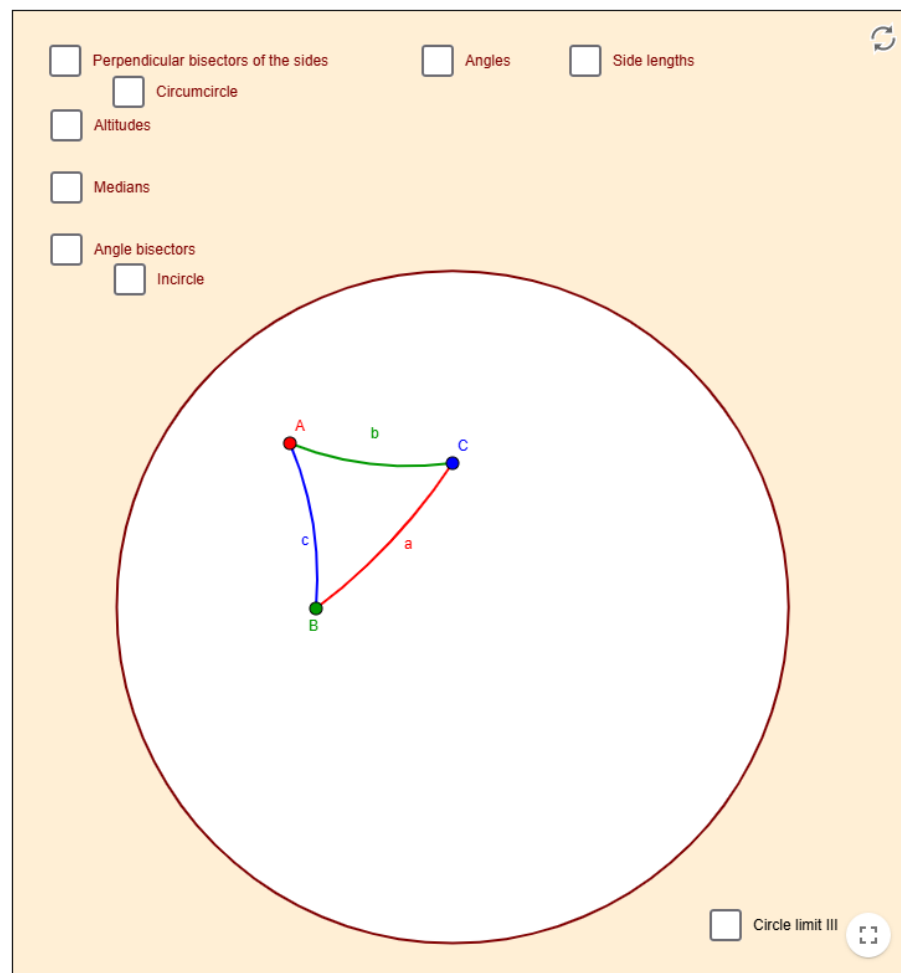 Perpendicular bisectors of the sides
Angles
Side lengths
Circumcircle
Altitudes
Medians
Angle bisectors
Incircle
A
b
C
c
a
B
Circle limit III